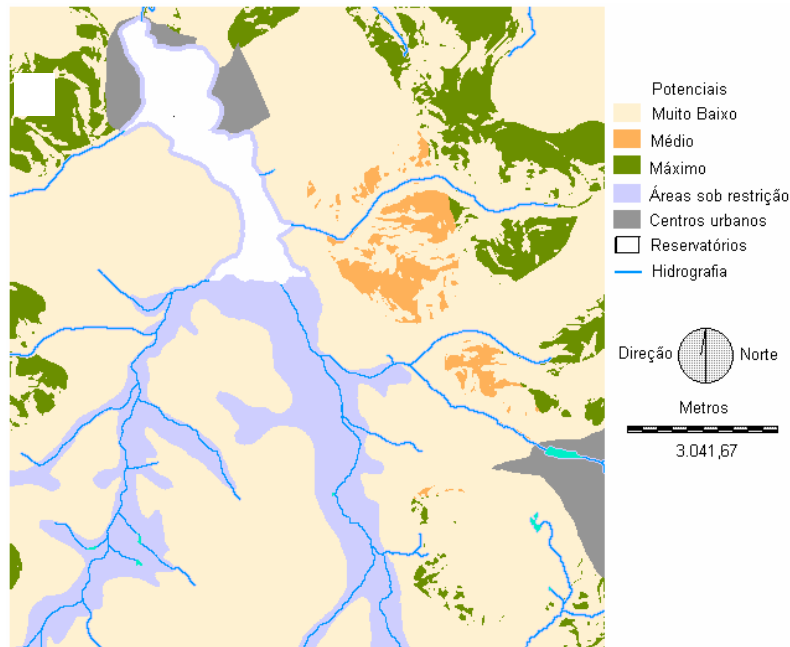 Potenciais
Muito Baixo
Médio
Máximo
Áreas sob restrição
Centros urbanos
Reservatórios
Hidrografia
Direção Norte
Metros
3.041,67